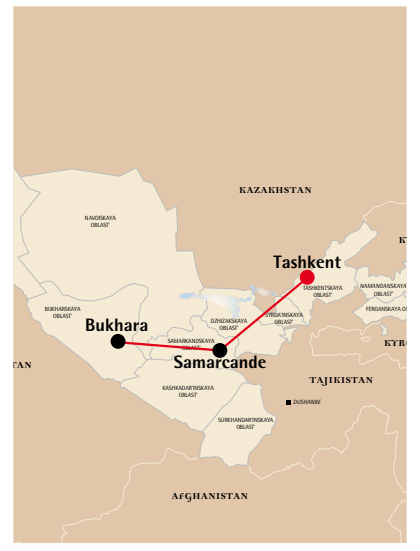 KAZAKHSTAN
NAVOISKAYA
OBLAST'
Tashkent
TASHKENTSKAYA
OBLAST'
NAMANGANSKAYA
OBLAST'
FERGANSKAYA O
BUKHARSKAYA
OBLAST'
DZHIZAKSKAYA
OBLAST'
SYRDAR'INSKAYA
OBLAST'
Bukhara
SAMARKANDSKAYA
OBLAST'
Samarcande
KYRG
TAN
TAJIKISTAN
KASHKADAR'INSKAYA
OBLAST'
DUSHANBE
SURKHANDAR'INSKAYA
OBLAST'
AFGHANISTAN